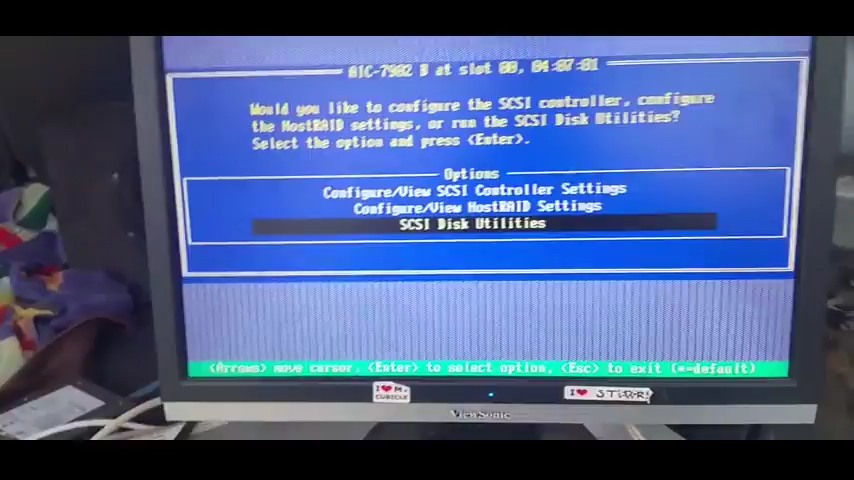 AIC-7902 B at slot 00, 04:07:01
Would you like to configure the SCSI controller, configure
the HostRAID settings, or run the SCSI Disk Utilities?
Select the option and press <Enter>.
Options
Configure/View SCSI Controller Settings
Configure/View HostRAID Settings
SCSI Disk Utilities
<Arrows> move cursor, <Enter> to select option, <Esc> to exit (*=default)
I ❤ M
CUBICLE
I ❤
ViewSonic